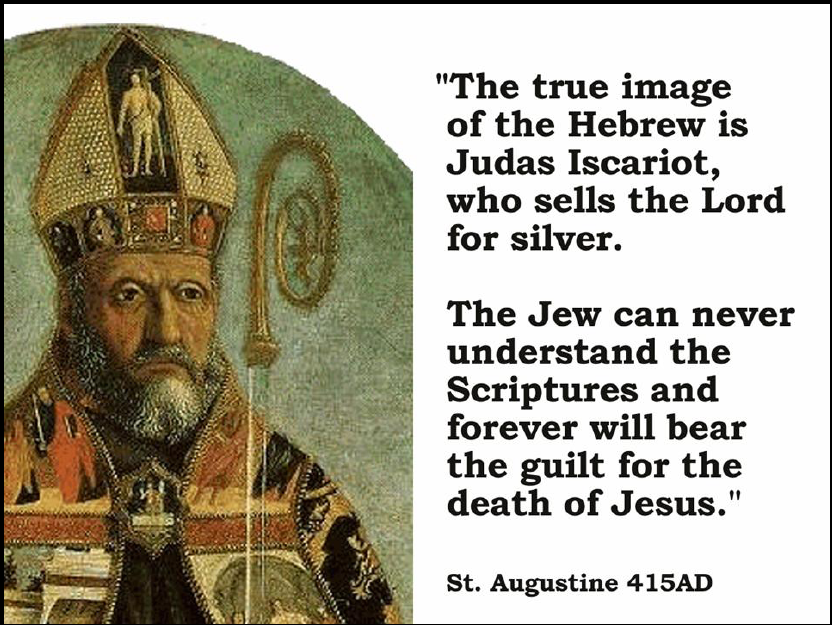 "The true image
of the Hebrew is
Judas Iscariot,
who sells the Lord
for silver.
The Jew can never
understand the
Scriptures and
forever will bear
the guilt for the
death of Jesus."
St. Augustine 415AD